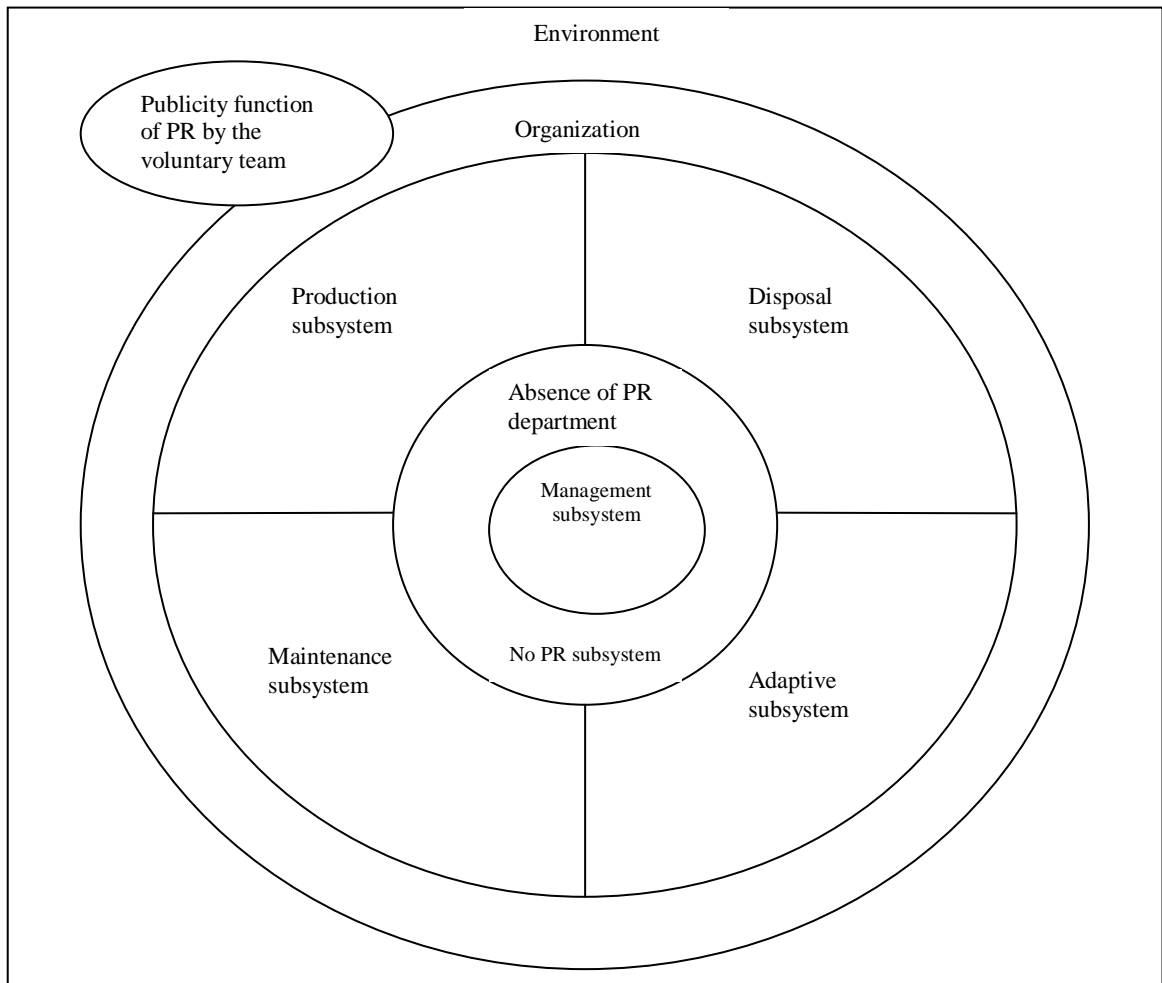 Environment
Publicity function
of PR by the
voluntary team
Organization
Production
subsystem
Disposal
subsystem
Absence of PR
department
Management
subsystem
No PR subsystem
Maintenance
subsystem
Adaptive
subsystem